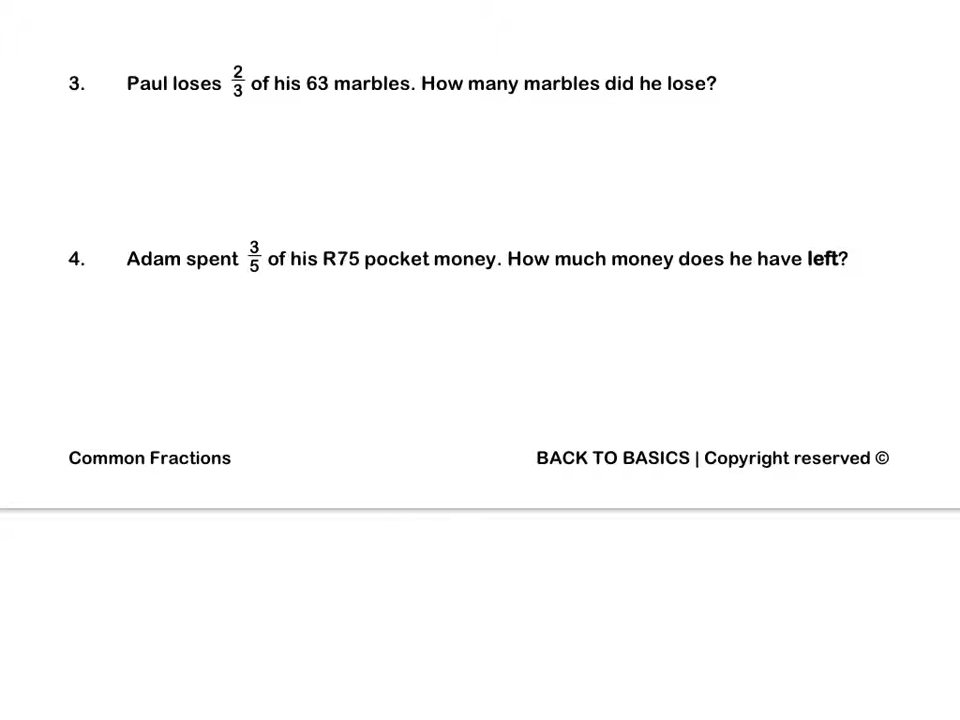 3. Paul loses 2/3 of his 63 marbles. How many marbles did he lose?
4. Adam spent 3/5 of his R75 pocket money. How much money does he have left?
Common Fractions BACK TO BASICS | Copyright reserved ©